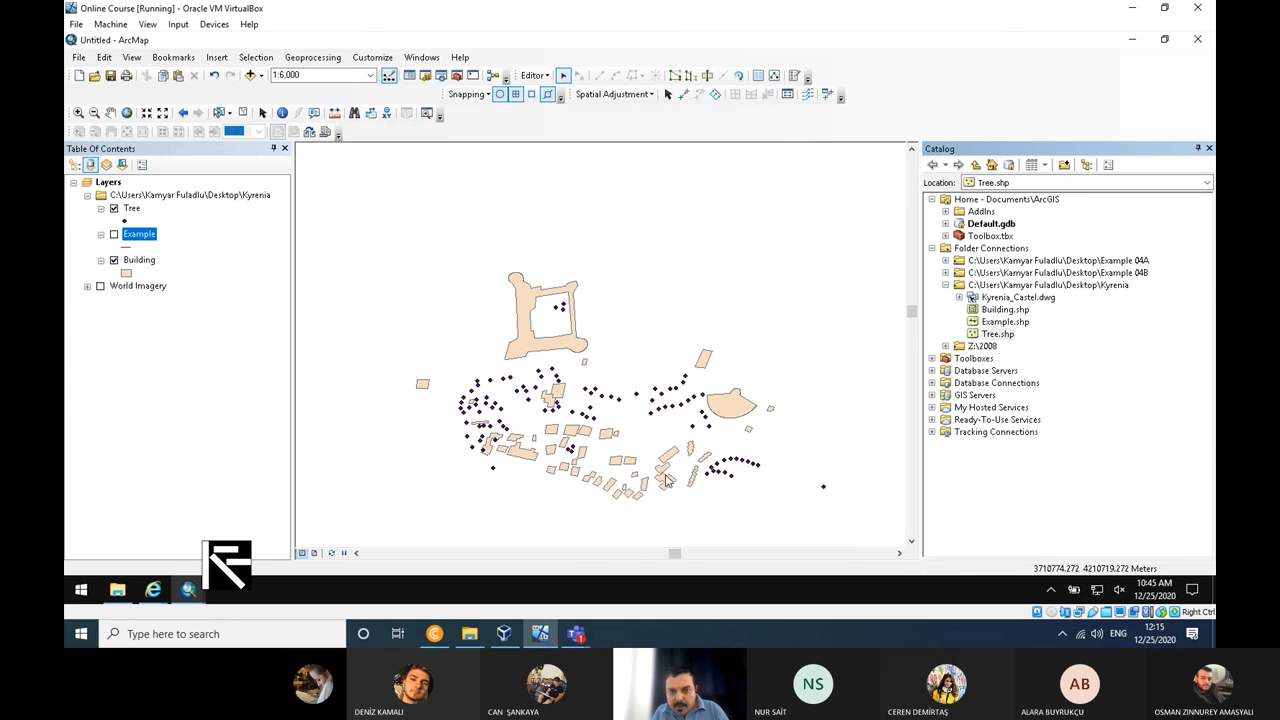 Online Course [Running] - Oracle VM VirtualBox
File Machine View Input Devices Help
Untitled - ArcMap
File Edit View Bookmarks Insert Selection Geoprocessing Customize Windows Help
1:6,000 Editor
Snapping Spatial Adjustment
Table Of Contents
Layers
C:\Users\Kamyar Fuladlu\Desktop\Kyrenia
Tree
Example
Building
World Imagery
Catalog
Location: Tree.shp
Home - Documents\ArcGIS
AddIns
Default.gdb
Toolbox.tbx
Folder Connections
C:\Users\Kamyar Fuladlu\Desktop\Example 04A
C:\Users\Kamyar Fuladlu\Desktop\Example 04B
C:\Users\Kamyar Fuladlu\Desktop\Kyrenia
Kyrenia_Castel.dwg
Building.shp
Example.shp
Tree.shp
Z:\2008
Toolboxes
Database Servers
Database Connections
GIS Servers
My Hosted Services
Ready-To-Use Services
Tracking Connections
3710774.272 4210719.272 Meters
10:45 AM
12/25/2020
Right Ctrl
Type here to search
ENG
12:15
12/25/2020
NS
AB
DENİZ KAMALI
CAN ŞANKAYA
NUR SAİT
CEREN DEMİRTAŞ
ALARA BUYRUKÇU
OSMAN ZINNUREY AMASYALI